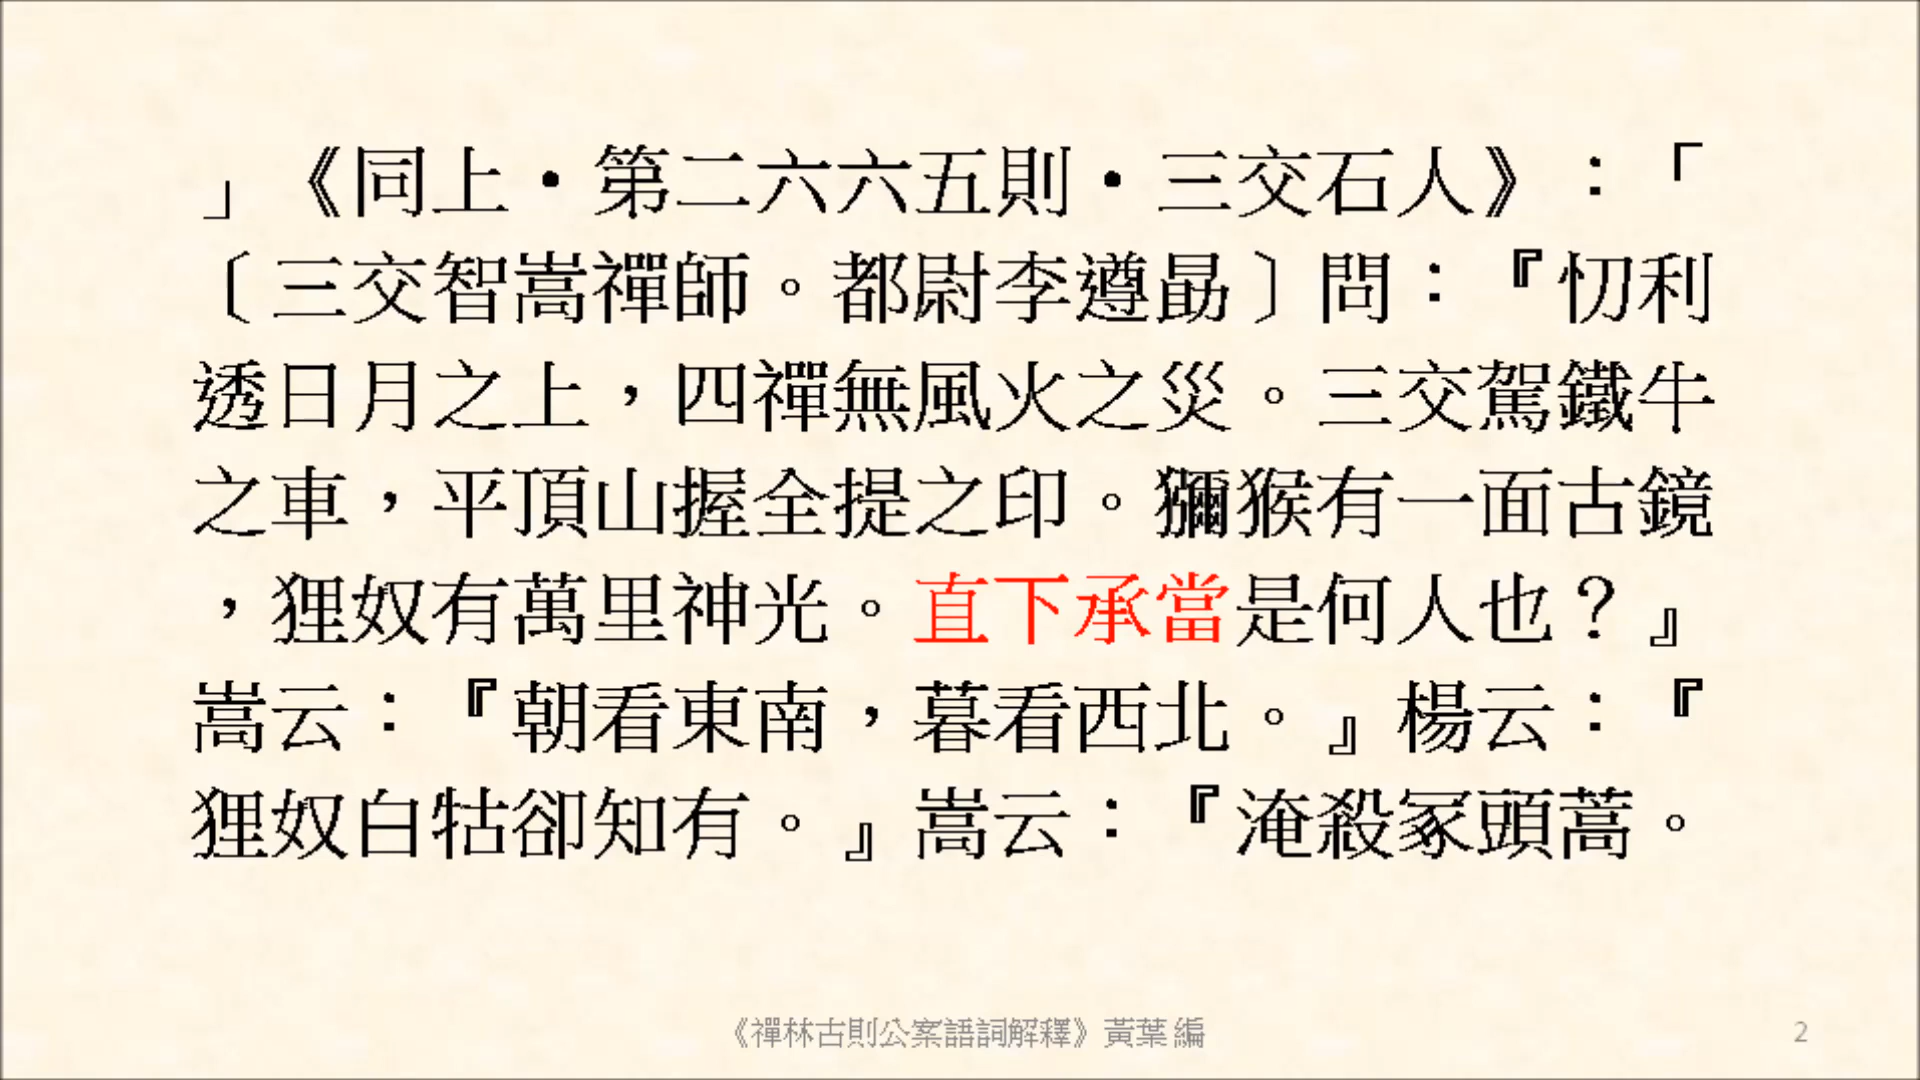 」《同上‧第二六六五則‧三交石人》：「
〔三交智嵩禪師。都尉李遵勗〕問：『忉利
透日月之上，四禪無風火之災。三交駕鐵牛
之車，平頂山握全提之印。獼猴有一面古鏡
，狸奴有萬里神光。直下承當是何人也？』
嵩云：『朝看東南，暮看西北。』楊云：『
狸奴白牯卻知有。』嵩云：『淹殺冢頭蒿。
《禪林古則公案語詞解釋》黃葉編
2